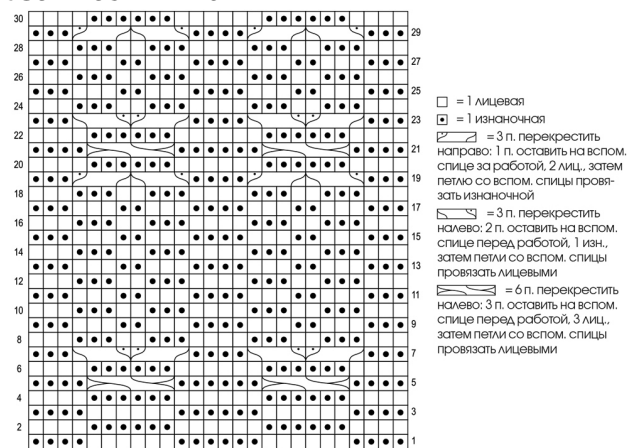 30
29
28
27
26
25
24
23
22
21
20
19
18
17
16
15
14
13
12
11
10
9
8
7
6
5
4
3
2
1
= 1 лицевая
= 1 изнаночная
= 3 п. перекрестить
направо: 1 п. оставить на вспом.
спице за работой, 2 лиц., затем
петлю со вспом. спицы провя-
зать изнаночной
= 3 п. перекрестить
налево: 2 п. оставить на вспом.
спице перед работой, 1 изн.,
затем петли со вспом. спицы
провязать лицевыми
= 6 п. перекрестить
налево: 3 п. оставить на вспом.
спице перед работой, 3 лиц.,
затем петли со вспом. спицы
провязать лицевыми